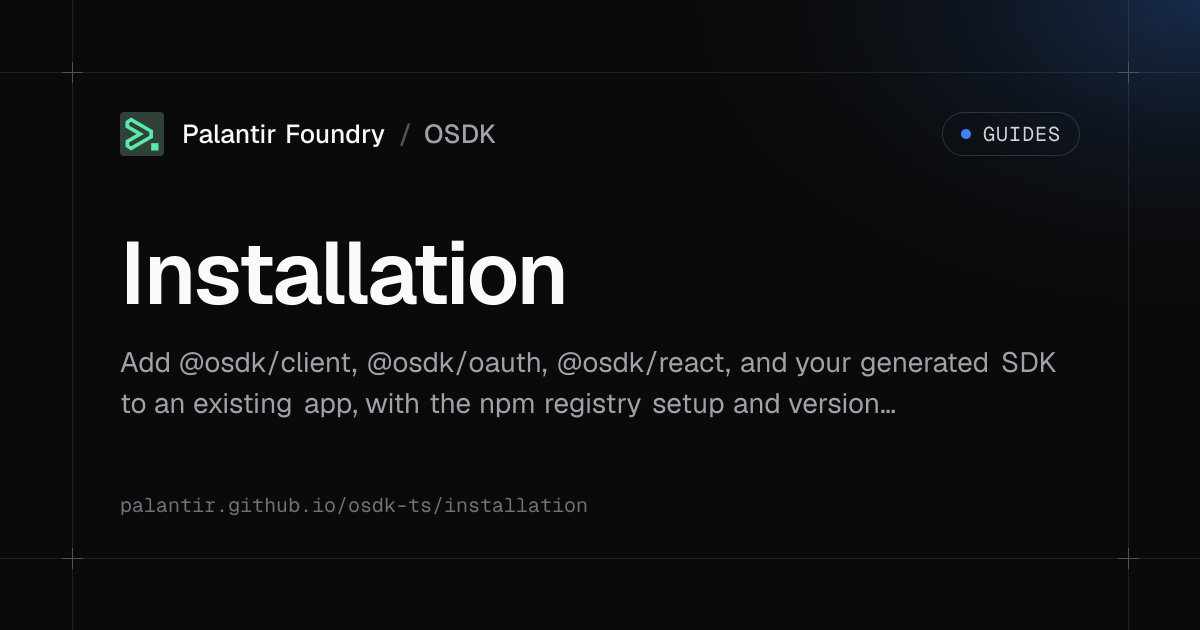 Palantir Foundry / OSDK
GUIDES
Installation
Add @osdk/client, @osdk/oauth, @osdk/react, and your generated SDK
to an existing app, with the npm registry setup and version…
palantir.github.io/osdk-ts/installation